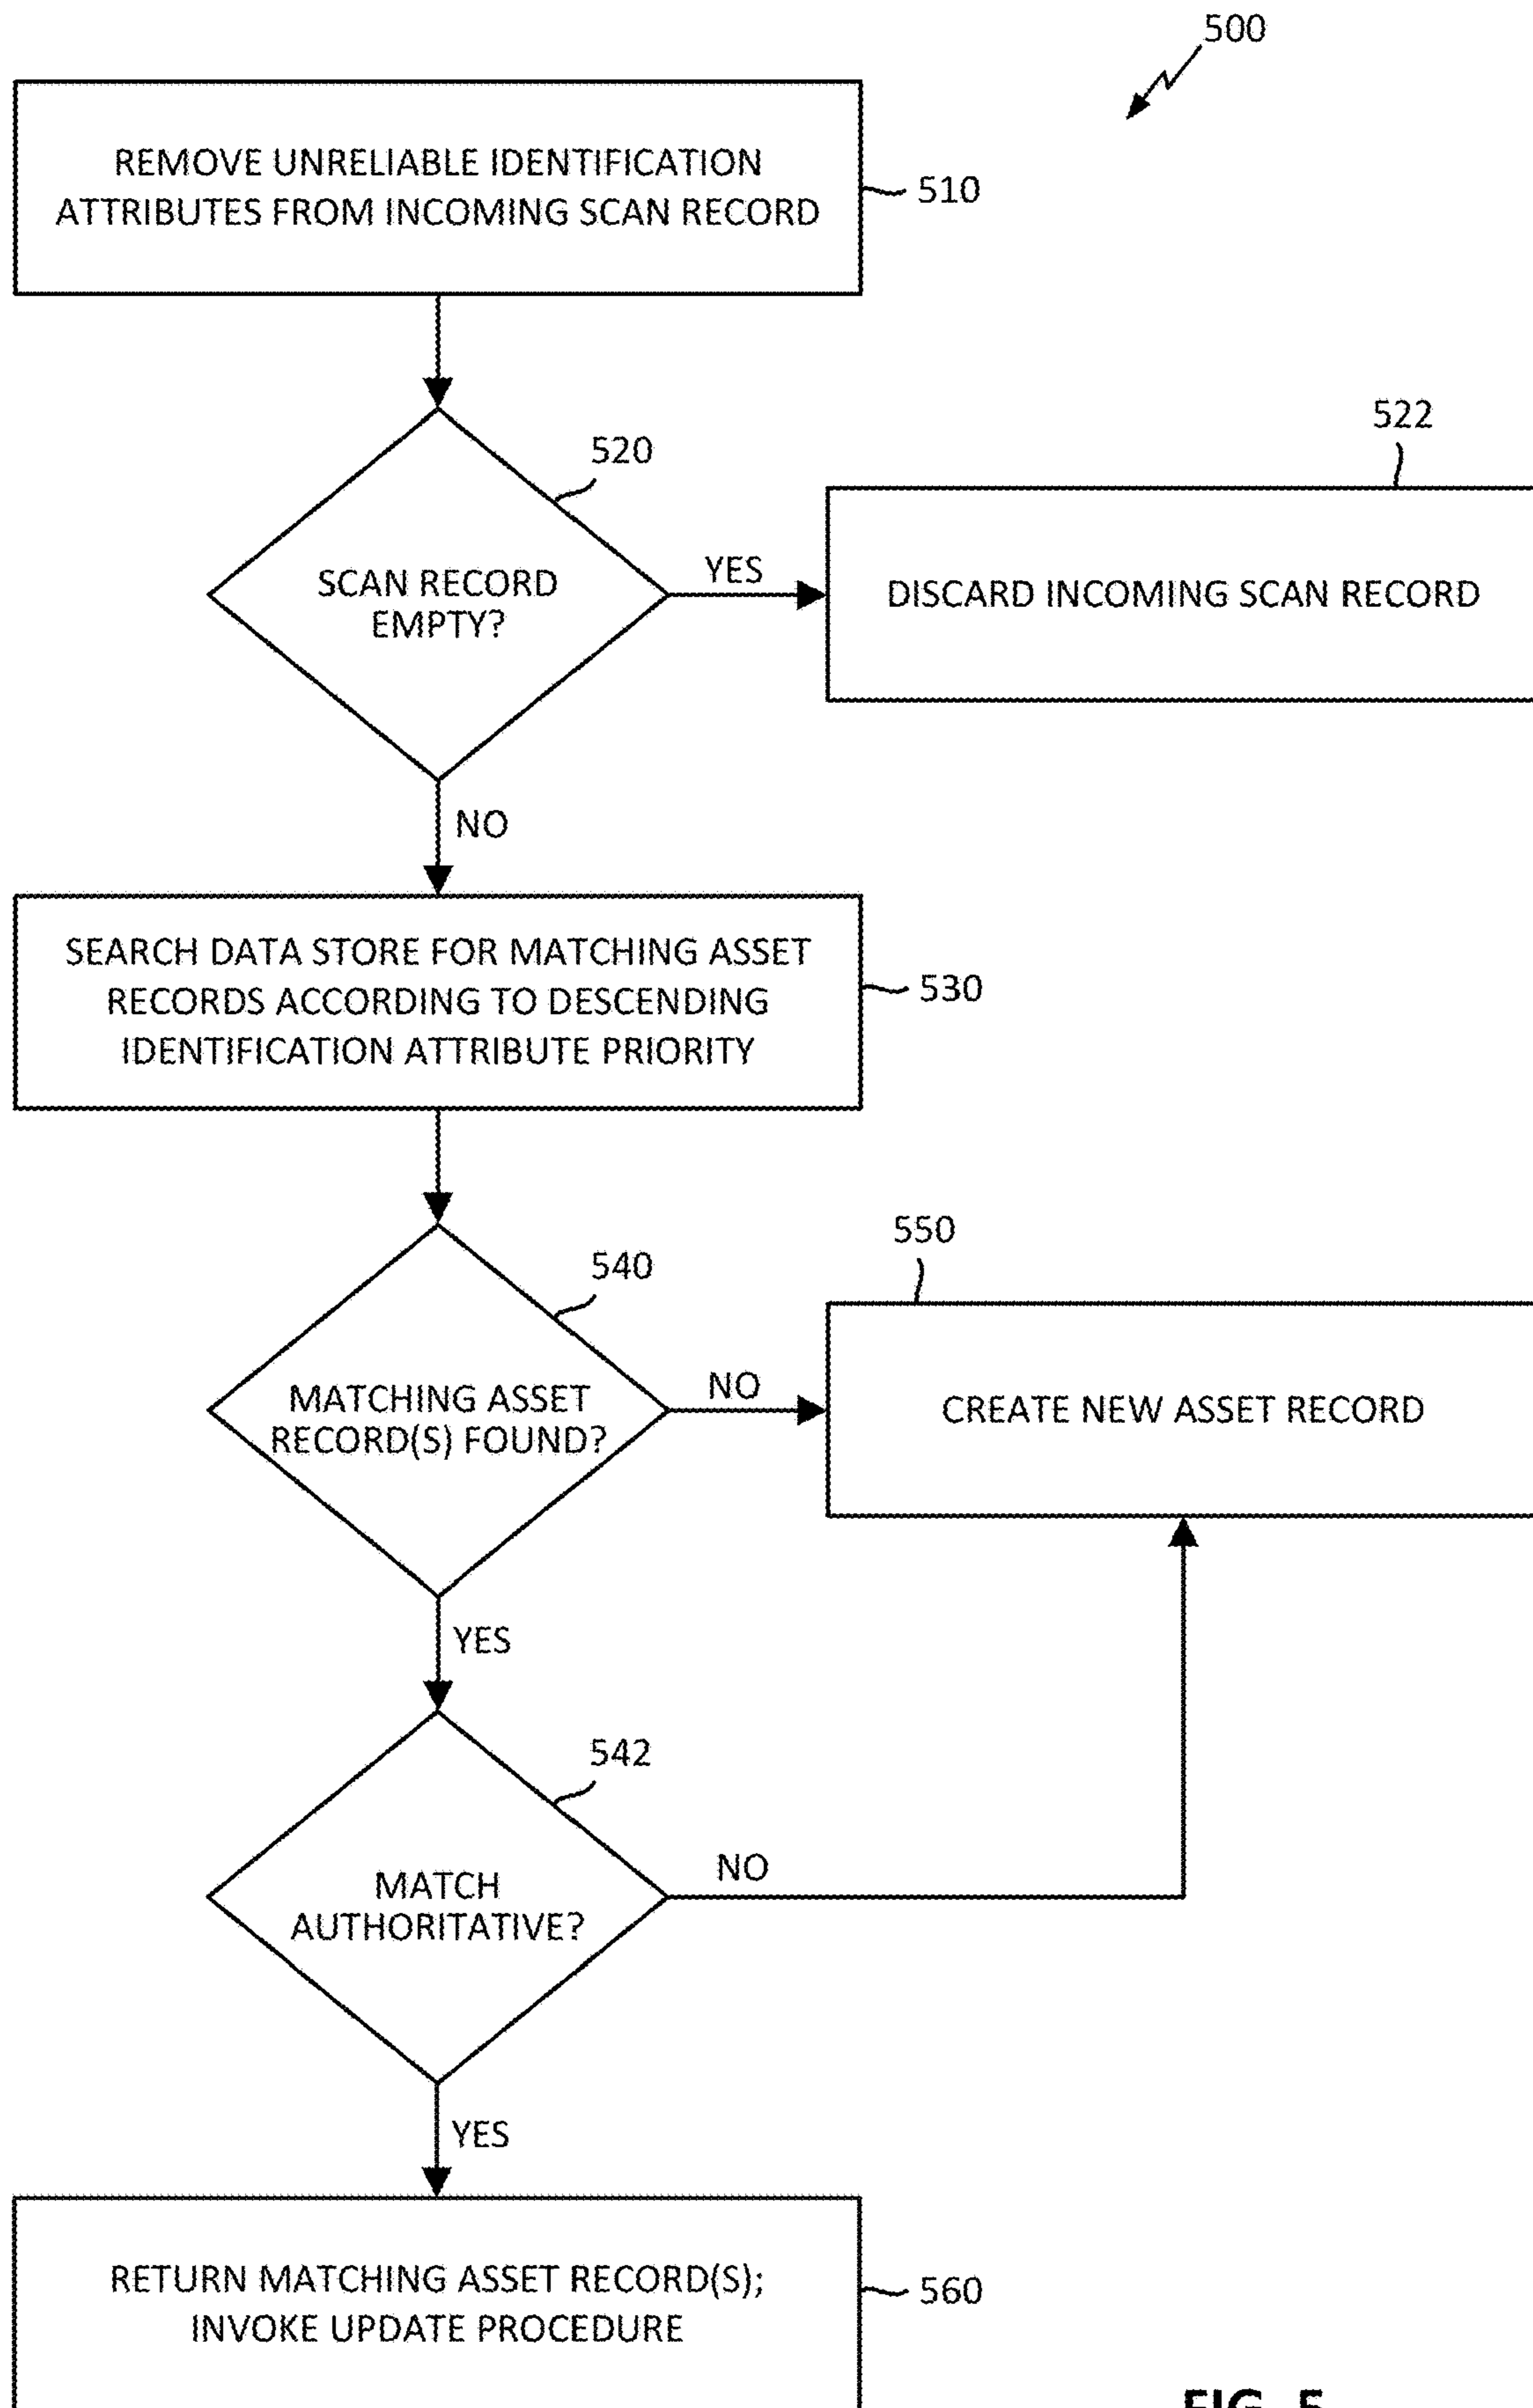 500
REMOVE UNRELIABLE IDENTIFICATION
ATTRIBUTES FROM INCOMING SCAN RECORD
510
520
522
SCAN RECORD
EMPTY?
YES
DISCARD INCOMING SCAN RECORD
NO
SEARCH DATA STORE FOR MATCHING ASSET
RECORDS ACCORDING TO DESCENDING
IDENTIFICATION ATTRIBUTE PRIORITY
530
540
550
MATCHING ASSET
RECORD(S) FOUND?
NO
CREATE NEW ASSET RECORD
YES
542
MATCH
AUTHORITATIVE?
NO
YES
RETURN MATCHING ASSET RECORD(S);
INVOKE UPDATE PROCEDURE
560
FIG. 5